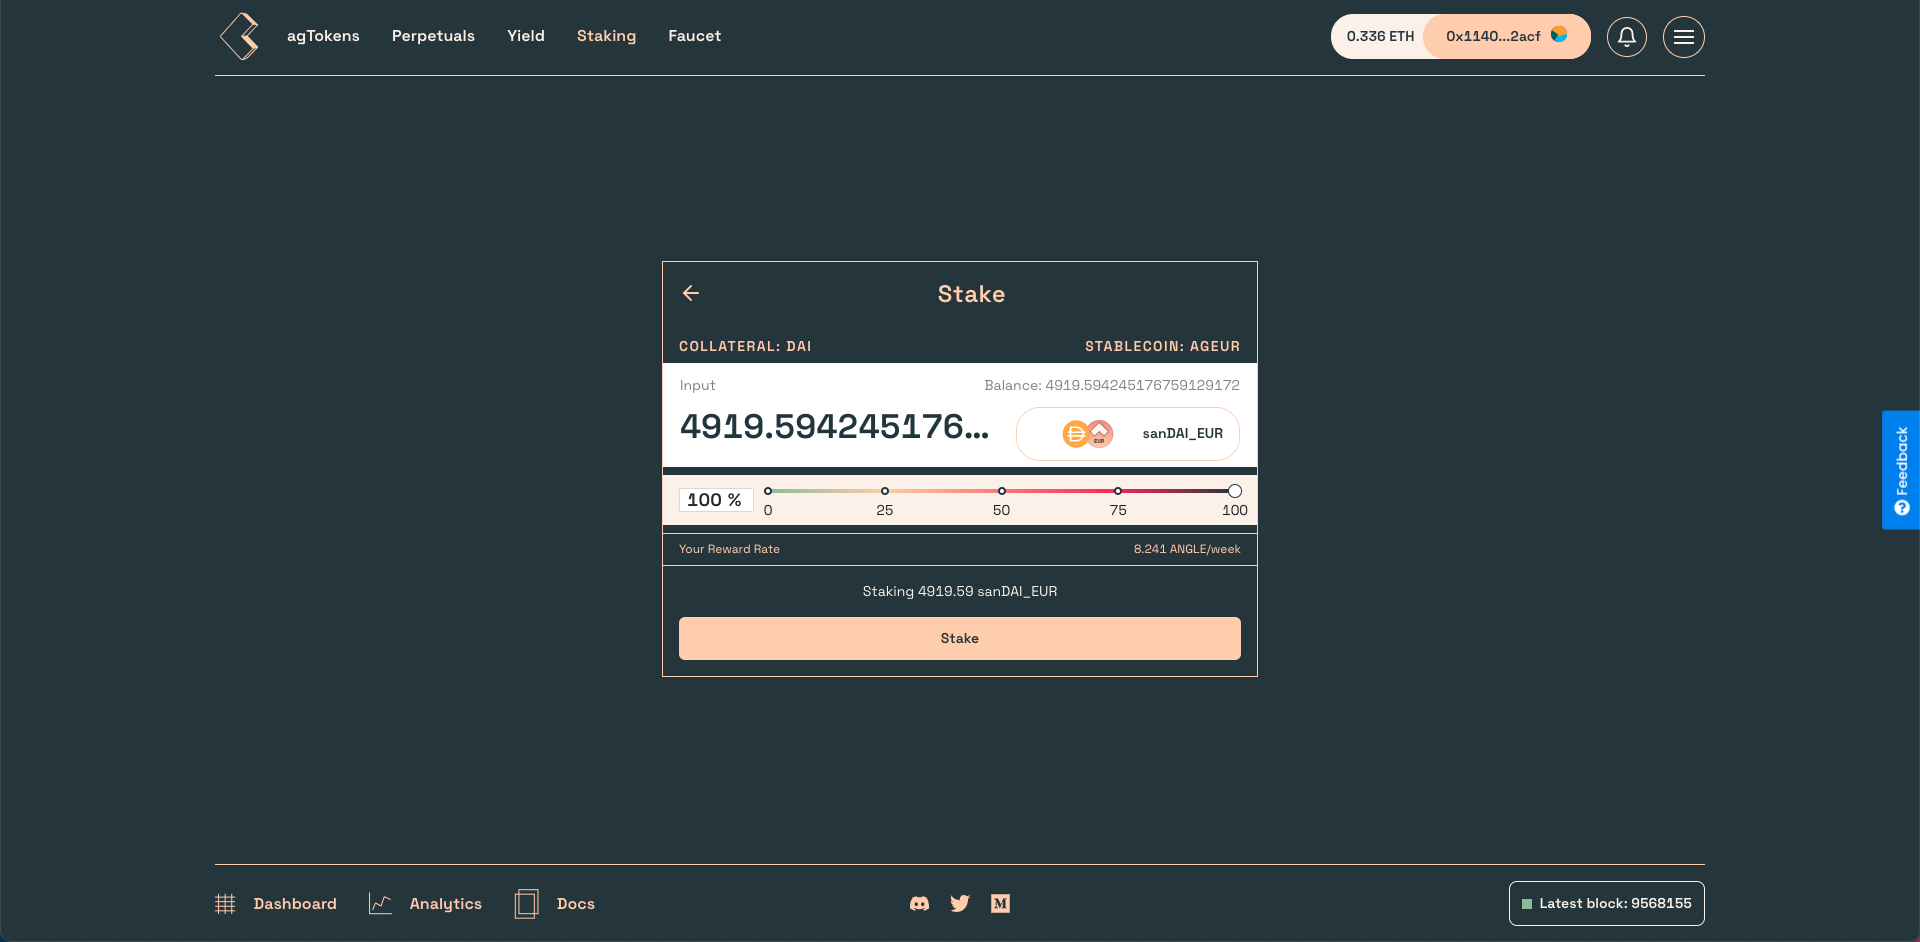 agTokens Perpetuals Yield Staking Faucet 0.336 ETH 0x1140...2acf
Stake
COLLATERAL: DAI STABLECOIN: AGEUR
Input Balance: 4919.594245176759129172
4919.594245176... EUR sanDAI_EUR
100 %
0 25 50 75 100
Your Reward Rate 8.241 ANGLE/week
Staking 4919.59 sanDAI_EUR
Stake
Feedback
Dashboard Analytics Docs M Latest block: 9568155